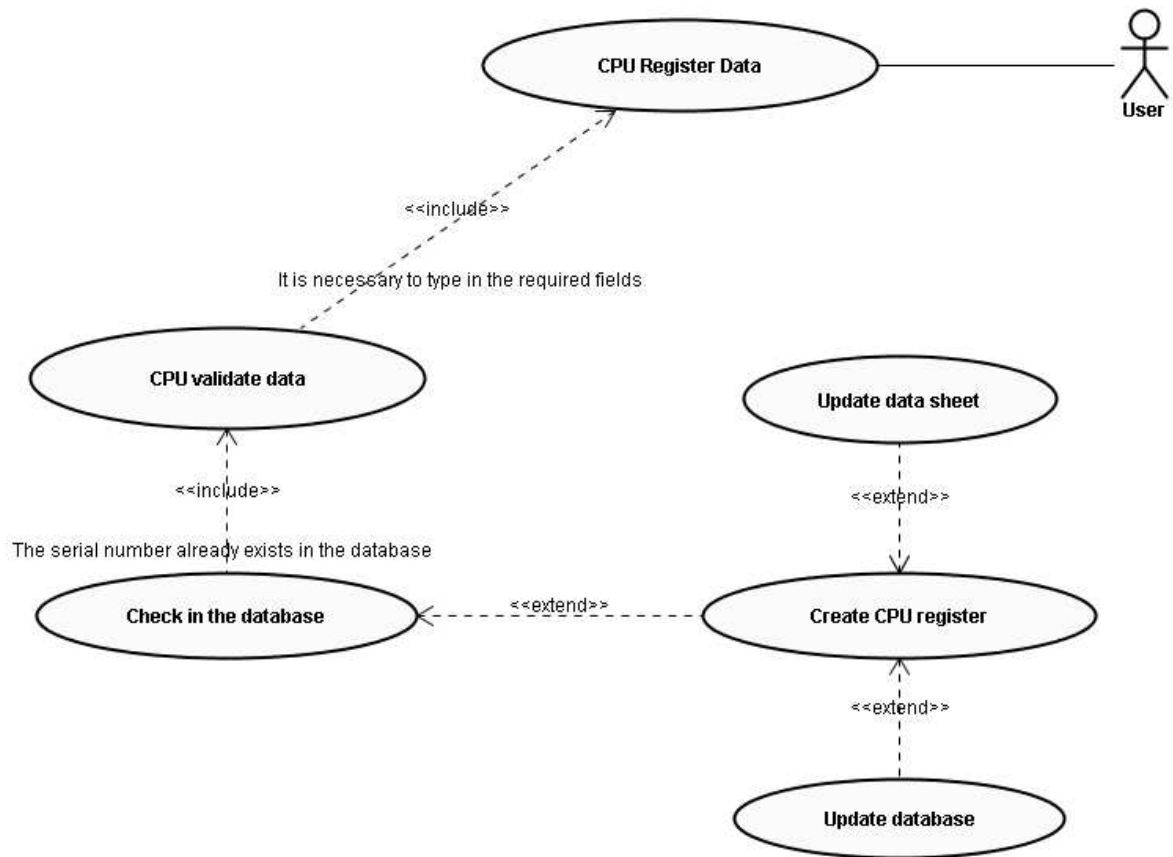 CPU Register Data
User
<<include>>
It is necessary to type in the required fields
CPU validate data
Update data sheet
<<include>>
<<extend>>
The serial number already exists in the database
Check in the database
<<extend>>
Create CPU register
<<extend>>
Update database